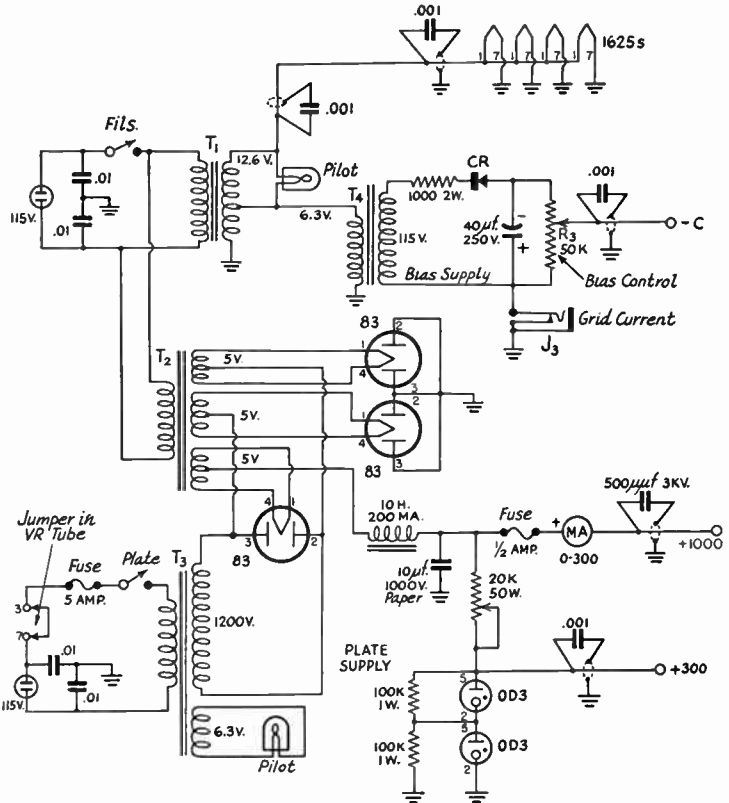 .001
1 7 1 7 1 7 1 7
1625s
.001
Fils.
T1
12.6 V.
Pilot
.01
.01
115V.
6.3V.
T4
1000 2W.
CR
115V.
40μf.
250V.
-
+
R3
50K
.001
-C
Bias Supply
Bias Control
Grid Current
J3
T2
5V.
83
2
1
4
3
5V.
2
1
4
3
83
5V
4 1
3 2
83
Jumper in
VR Tube
Fuse
5 AMP.
Plate
T3
3
7
.01
.01
115V.
1200V.
6.3V.
Pilot
10 H.
200 MA.
10μf.
1000V.
Paper
Fuse
1/2 AMP.
+
MA
0-300
500μμf 3KV.
+1000
20K
50W.
PLATE
SUPPLY
.001
+300
100K
1W.
5
2
OD3
100K
1W.
5
2
OD3